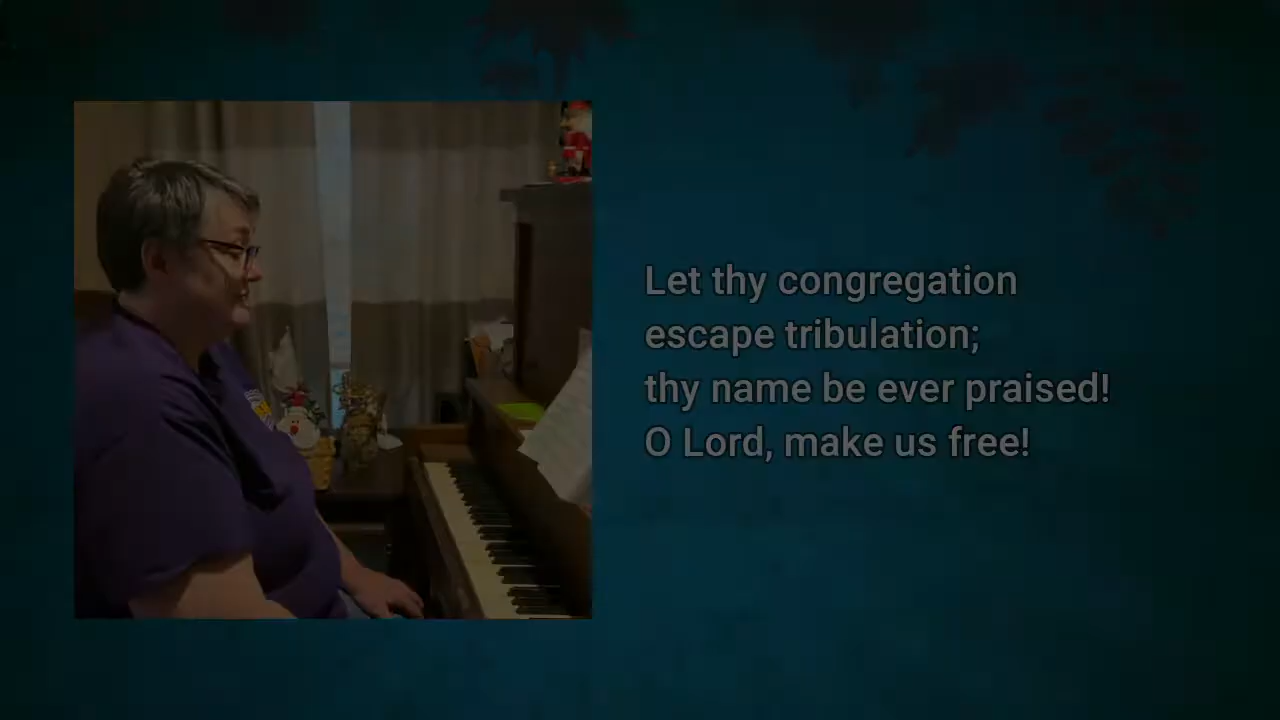 Let thy congregation
escape tribulation;
thy name be ever praised!
O Lord, make us free!